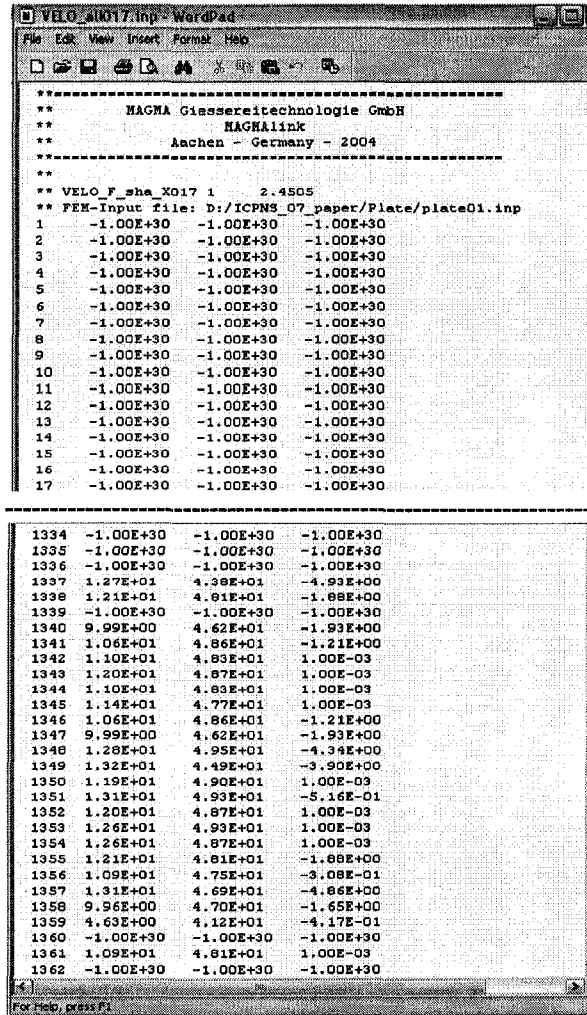 VELO_all017.inp - WordPad
File Edit View Insert Format Help
**
** MAGMA Giessereitechnologie GmbH
** MAGMAlink
** Aachen - Germany - 2004
**
**
** VELO_F_sha_X017 1 2.4505
** FEM-Input file: D:/ICPNS_07_paper/Plate/plate01.inp
1 -1.00E+30 -1.00E+30 -1.00E+30
2 -1.00E+30 -1.00E+30 -1.00E+30
3 -1.00E+30 -1.00E+30 -1.00E+30
4 -1.00E+30 -1.00E+30 -1.00E+30
5 -1.00E+30 -1.00E+30 -1.00E+30
6 -1.00E+30 -1.00E+30 -1.00E+30
7 -1.00E+30 -1.00E+30 -1.00E+30
8 -1.00E+30 -1.00E+30 -1.00E+30
9 -1.00E+30 -1.00E+30 -1.00E+30
10 -1.00E+30 -1.00E+30 -1.00E+30
11 -1.00E+30 -1.00E+30 -1.00E+30
12 -1.00E+30 -1.00E+30 -1.00E+30
13 -1.00E+30 -1.00E+30 -1.00E+30
14 -1.00E+30 -1.00E+30 -1.00E+30
15 -1.00E+30 -1.00E+30 -1.00E+30
16 -1.00E+30 -1.00E+30 -1.00E+30
17 -1.00E+30 -1.00E+30 -1.00E+30
1334 -1.00E+30 -1.00E+30 -1.00E+30
1335 -1.00E+30 -1.00E+30 -1.00E+30
1336 -1.00E+30 -1.00E+30 -1.00E+30
1337 1.27E+01 4.38E+01 -4.93E+00
1338 1.21E+01 4.81E+01 -1.88E+00
1339 -1.00E+30 -1.00E+30 -1.00E+30
1340 9.99E+00 4.62E+01 -1.93E+00
1341 1.06E+01 4.86E+01 -1.21E+00
1342 1.10E+01 4.83E+01 1.00E-03
1343 1.20E+01 4.87E+01 1.00E-03
1344 1.10E+01 4.83E+01 1.00E-03
1345 1.14E+01 4.77E+01 1.00E-03
1346 1.06E+01 4.86E+01 -1.21E+00
1347 9.99E+00 4.62E+01 -1.93E+00
1348 1.28E+01 4.95E+01 -4.34E+00
1349 1.32E+01 4.49E+01 -3.90E+00
1350 1.19E+01 4.90E+01 1.00E-03
1351 1.31E+01 4.93E+01 -5.16E-01
1352 1.20E+01 4.87E+01 1.00E-03
1353 1.26E+01 4.93E+01 1.00E-03
1354 1.26E+01 4.87E+01 1.00E-03
1355 1.21E+01 4.81E+01 -1.88E+00
1356 1.09E+01 4.75E+01 -3.08E-01
1357 1.31E+01 4.69E+01 -4.86E+00
1358 9.96E+00 4.70E+01 -1.65E+00
1359 4.63E+00 4.12E+01 -4.17E-01
1360 -1.00E+30 -1.00E+30 -1.00E+30
1361 1.09E+01 4.81E+01 1.00E-03
1362 -1.00E+30 -1.00E+30 -1.00E+30
For Help, press F1